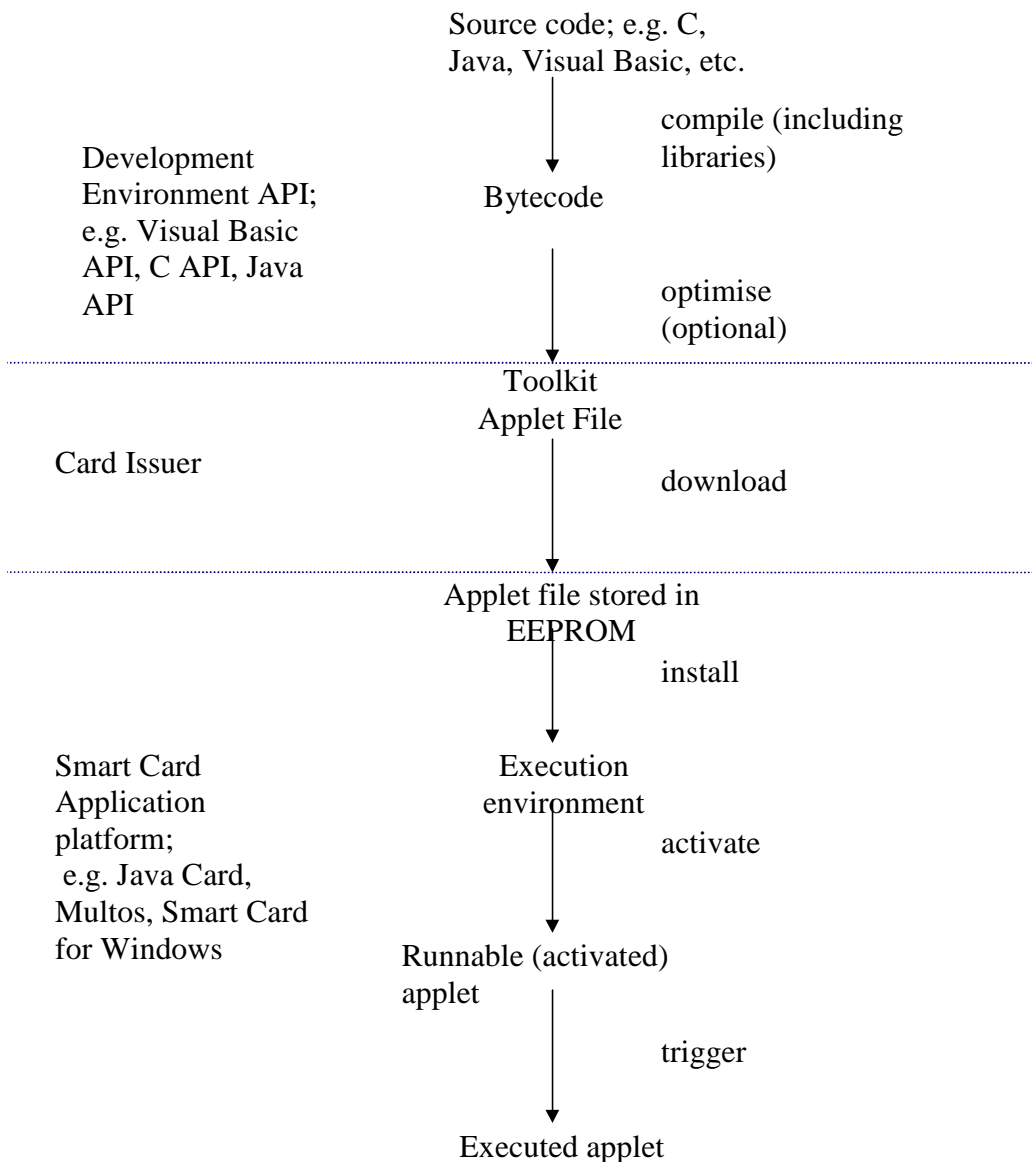 Source code; e.g. C,
Java, Visual Basic, etc.
compile (including
libraries)
Development
Environment API;
e.g. Visual Basic
API, C API, Java
API
Bytecode
optimise
(optional)
Toolkit
Applet File
Card Issuer
download
Applet file stored in
EEPROM
install
Smart Card
Application
platform;
e.g. Java Card,
Multos, Smart Card
for Windows
Execution
environment
activate
Runnable (activated)
applet
trigger
Executed applet